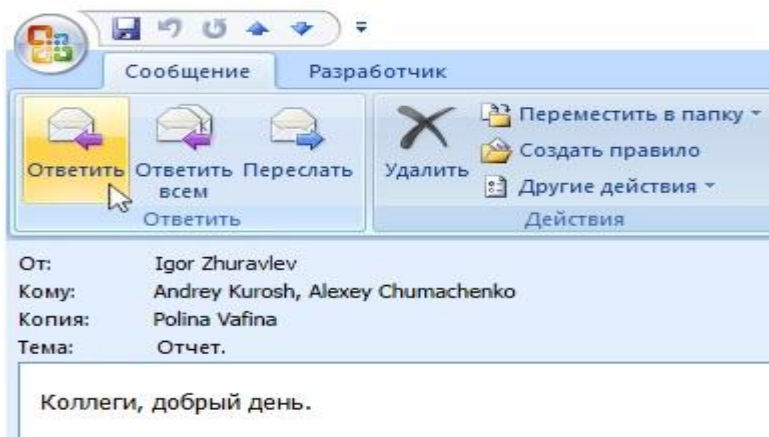 Сообщение Разработчик
Ответить Ответить всем Переслать
Удалить
Переместить в папку
Создать правило
Другие действия
Ответить Действия
От: Igor Zhuravlev
Кому: Andrey Kurosh, Alexey Chumachenko
Копия: Polina Vafina
Тема: Отчет.
Коллеги, добрый день.